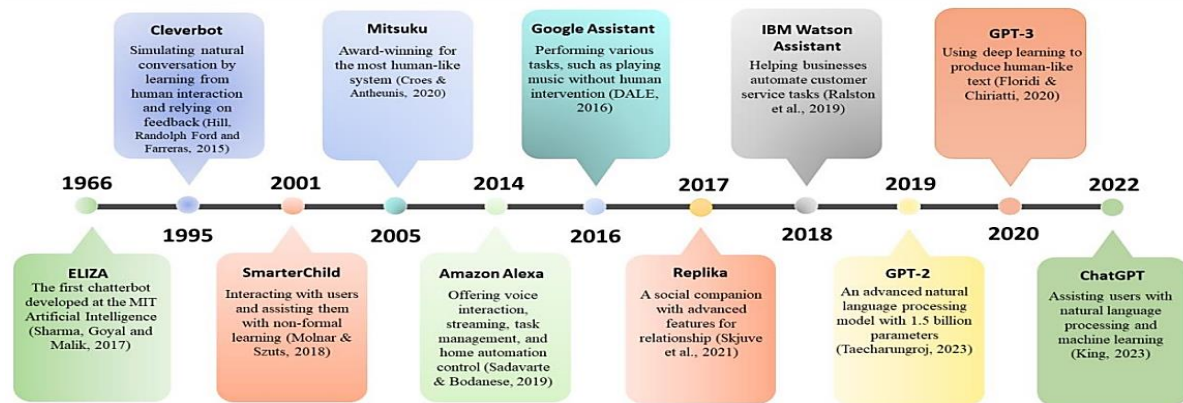 Cleverbot
Simulating natural
conversation by
learning from
human interaction
and relying on
feedback (Hill,
Randolph Ford and
Farreras, 2015)
Mitsuku
Award-winning for
the most human-like
system (Croes &
Antheunis, 2020)
Google Assistant
Performing various
tasks, such as playing
music without human
intervention (DALE,
2016)
IBM Watson
Assistant
Helping businesses
automate customer
service tasks (Ralston
et al., 2019)
GPT-3
Using deep learning to
produce human-like
text (Floridi &
Chiriatti, 2020)
1966
2001
2014
2017
2019
2022
1995
2005
2016
2018
2020
ELIZA
The first chatterbot
developed at the MIT
Artificial Intelligence
(Sharma, Goyal and
Malik, 2017)
SmarterChild
Interacting with users
and assisting them
with non-formal
learning (Molnar &
Szuts, 2018)
Amazon Alexa
Offering voice
interaction,
streaming, task
management, and
home automation
control (Sadavarte
& Bodanese, 2019)
Replika
A social companion
with advanced
features for
relationship (Skjuve
et al., 2021)
GPT-2
An advanced natural
language processing
model with 1.5 billion
parameters
(Taecharungroj, 2023)
ChatGPT
Assisting users with
natural language
processing and
machine learning
(King, 2023)